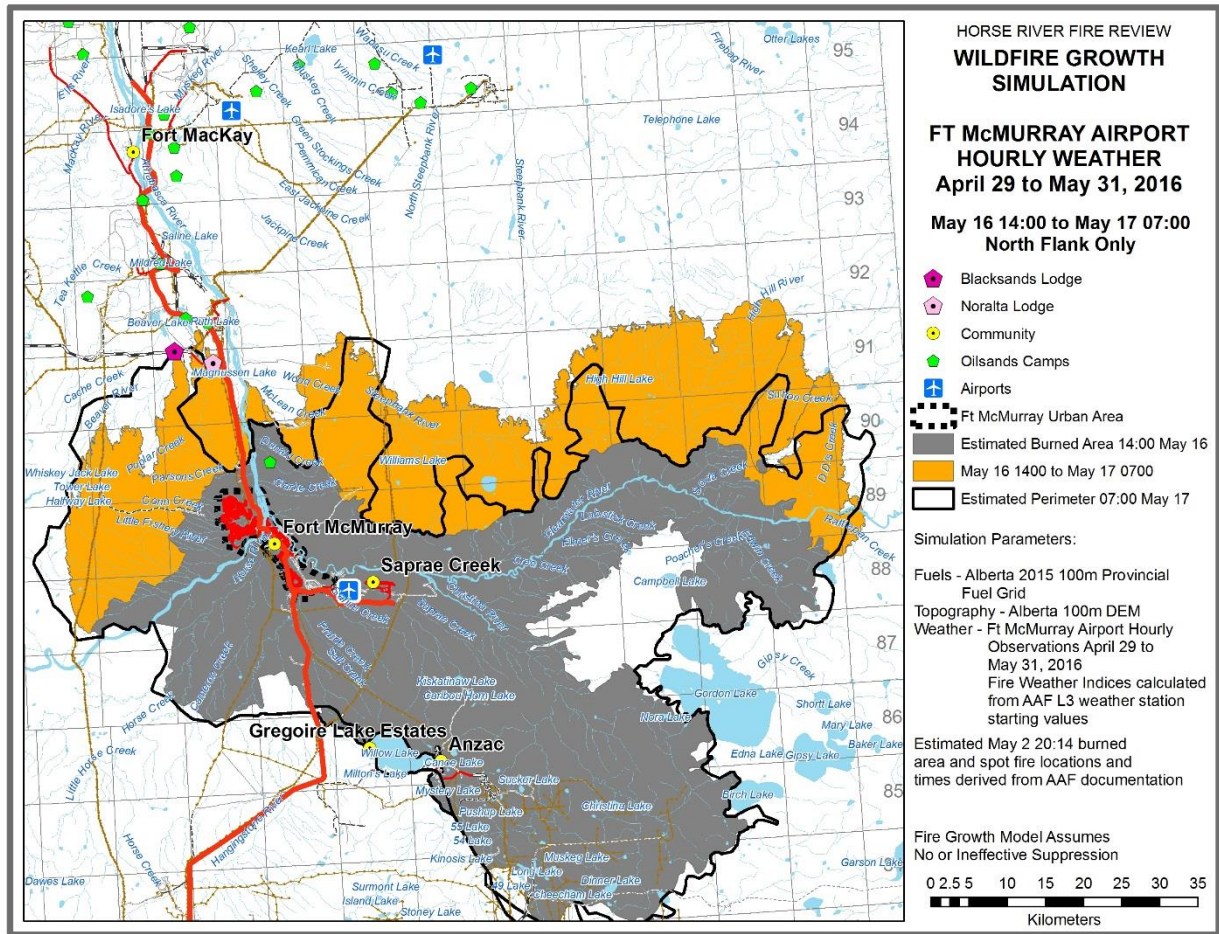 HORSE RIVER FIRE REVIEW
WILDFIRE GROWTH
SIMULATION
FT McMURRAY AIRPORT
HOURLY WEATHER
April 29 to May 31, 2016
May 16 14:00 to May 17 07:00
North Flank Only
Blacksands Lodge
Noralta Lodge
Community
Oilsands Camps
Airports
Ft McMurray Urban Area
Estimated Burned Area 14:00 May 16
May 16 1400 to May 17 0700
Estimated Perimeter 07:00 May 17
Simulation Parameters:
Fuels - Alberta 2015 100m Provincial
Fuel Grid
Topography - Alberta 100m DEM
Weather - Ft McMurray Airport Hourly
Observations April 29 to
May 31, 2016
Fire Weather Indices calculated
from AAF L3 weather station
starting values
Estimated May 2 20:14 burned
area and spot fire locations and
times derived from AAF documentation
Fire Growth Model Assumes
No or Ineffective Suppression
0 2.5 5 10 15 20 25 30 35
Kilometers
Kearl Lake
Wapasu Creek
Firebag River
Otter Lakes
95
Ells River
Muskeg River
Shelley Creek
Muskeg Creek
Iyinimin Creek
Isadore's Lake
Telephone Lake
94
Fort MacKay
MacKay River
Green Stockings Creek
Pemmican Creek
North Steepbank River
Steepbank River
Athabasca River
East Jackpine Creek
93
Jackpine Creek
Saline Lake
Mildred Lake
Tea Kettle Creek
92
High Hill River
Beaver Lake
Ruth Lake
91
Magnussen Lake
Cache Creek
Beaver River
McLean Creek
Wood Creek
Steepbank River
High Hill Lake
90
Poplar Creek
Parsons Creek
Williams Lake
Whiskey Jack Lake
Tower Lake
Halfway Lake
Conn Creek
89
Little Fishery River
Fort McMurray
Saprae Creek
88
Poacher's Creek
Campbell Lake
Christina River
87
Prairie Creek
Salt Creek
Gipsy Creek
Kiskatinaw Lake
Caribou Horn Lake
Gordon Lake
Shortt Lake
Nora Lake
Mary Lake
86
Horse Creek
Gregoire Lake Estates
Anzac
Willow Lake
Canoe Lake
Edna Lake
Gipsy Lake
Baker Lake
Little Horse Creek
Milton's Lake
Mystery Lake
Sucker Lake
85
Birch Lake
Christina Lake
Pushup Lake
55 Lake
54 Lake
Hangingstone River
Kinosis Lake
Muskeg Lake
Garson Lake
Horse Creek
Long Lake
Dinner Lake
49 Lake
Cheecham Lake
Dawes Lake
Surmont Lake
Island Lake
Stoney Lake